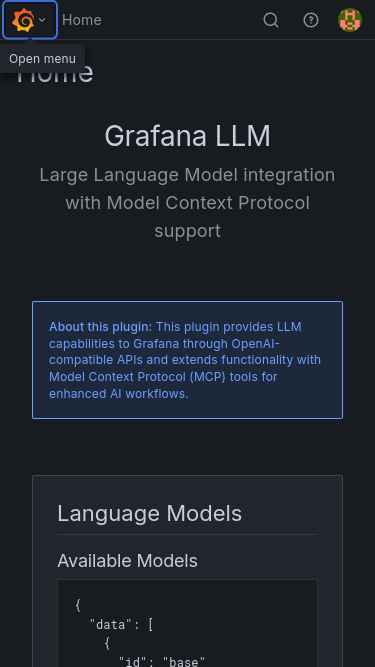 Home
Open menu
Home
Grafana LLM
Large Language Model integration
with Model Context Protocol
support
About this plugin: This plugin provides LLM
capabilities to Grafana through OpenAI-
compatible APIs and extends functionality with
Model Context Protocol (MCP) tools for
enhanced AI workflows.
Language Models
Available Models
{
  "data": [
    {
      "id": "base"